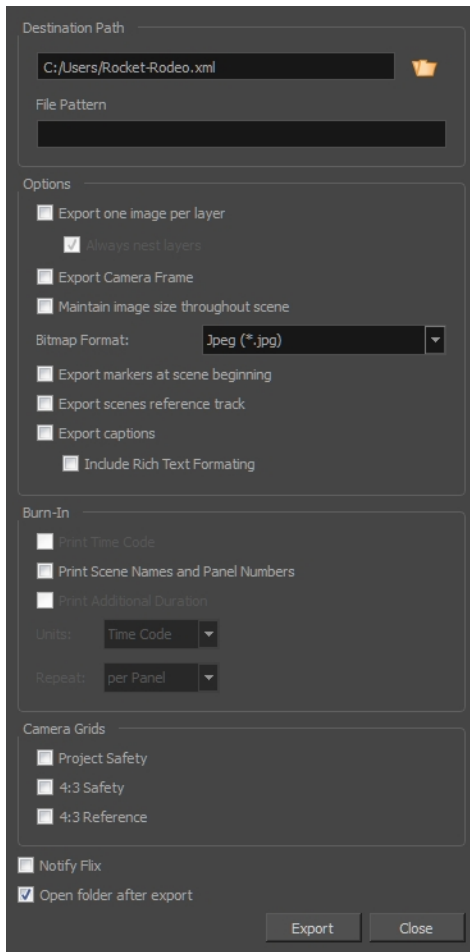 Destination Path
C:/Users/Rocket-Rodeo.xml
File Pattern
Options
Export one image per layer
Always nest layers
Export Camera Frame
Maintain image size throughout scene
Bitmap Format: Jpeg (*.jpg)
Export markers at scene beginning
Export scenes reference track
Export captions
Include Rich Text Formating
Burn-In
Print Time Code
Print Scene Names and Panel Numbers
Print Additional Duration
Units: Time Code
Repeat: per Panel
Camera Grids
Project Safety
4:3 Safety
4:3 Reference
Notify Flix
Open folder after export
Export Close